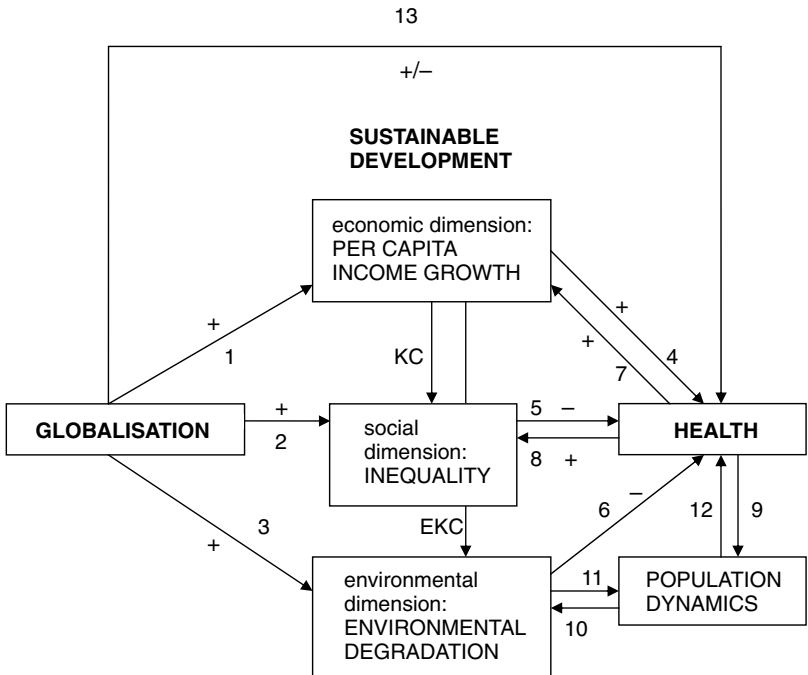 13
+/–
SUSTAINABLE
DEVELOPMENT
economic dimension:
PER CAPITA
INCOME GROWTH
+
1
+
4
+
7
KC
GLOBALISATION
+
2
social
dimension:
INEQUALITY
5 –
8 +
HEALTH
3
+
EKC
6 –
12
9
environmental
dimension:
ENVIRONMENTAL
DEGRADATION
11
10
POPULATION
DYNAMICS